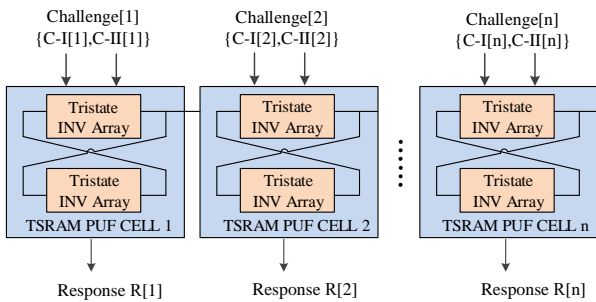 Challenge[1]
{C-I[1],C-II[1]}
Tristate
INV Array
Tristate
INV Array
TSRAM PUF CELL 1
Response R[1]
Challenge[2]
{C-I[2],C-II[2]}
Tristate
INV Array
Tristate
INV Array
TSRAM PUF CELL 2
Response R[2]
Challenge[n]
{C-I[n],C-II[n]}
Tristate
INV Array
Tristate
INV Array
TSRAM PUF CELL n
Response R[n]